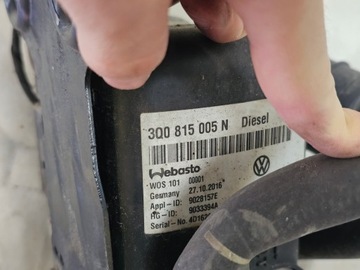 3Q0 815 005 N Diesel
Webasto
WOS 101 00001
Germany 27.10.2016
Appl-ID: 9028157E
HG-ID: 9033394A
Serial-No: